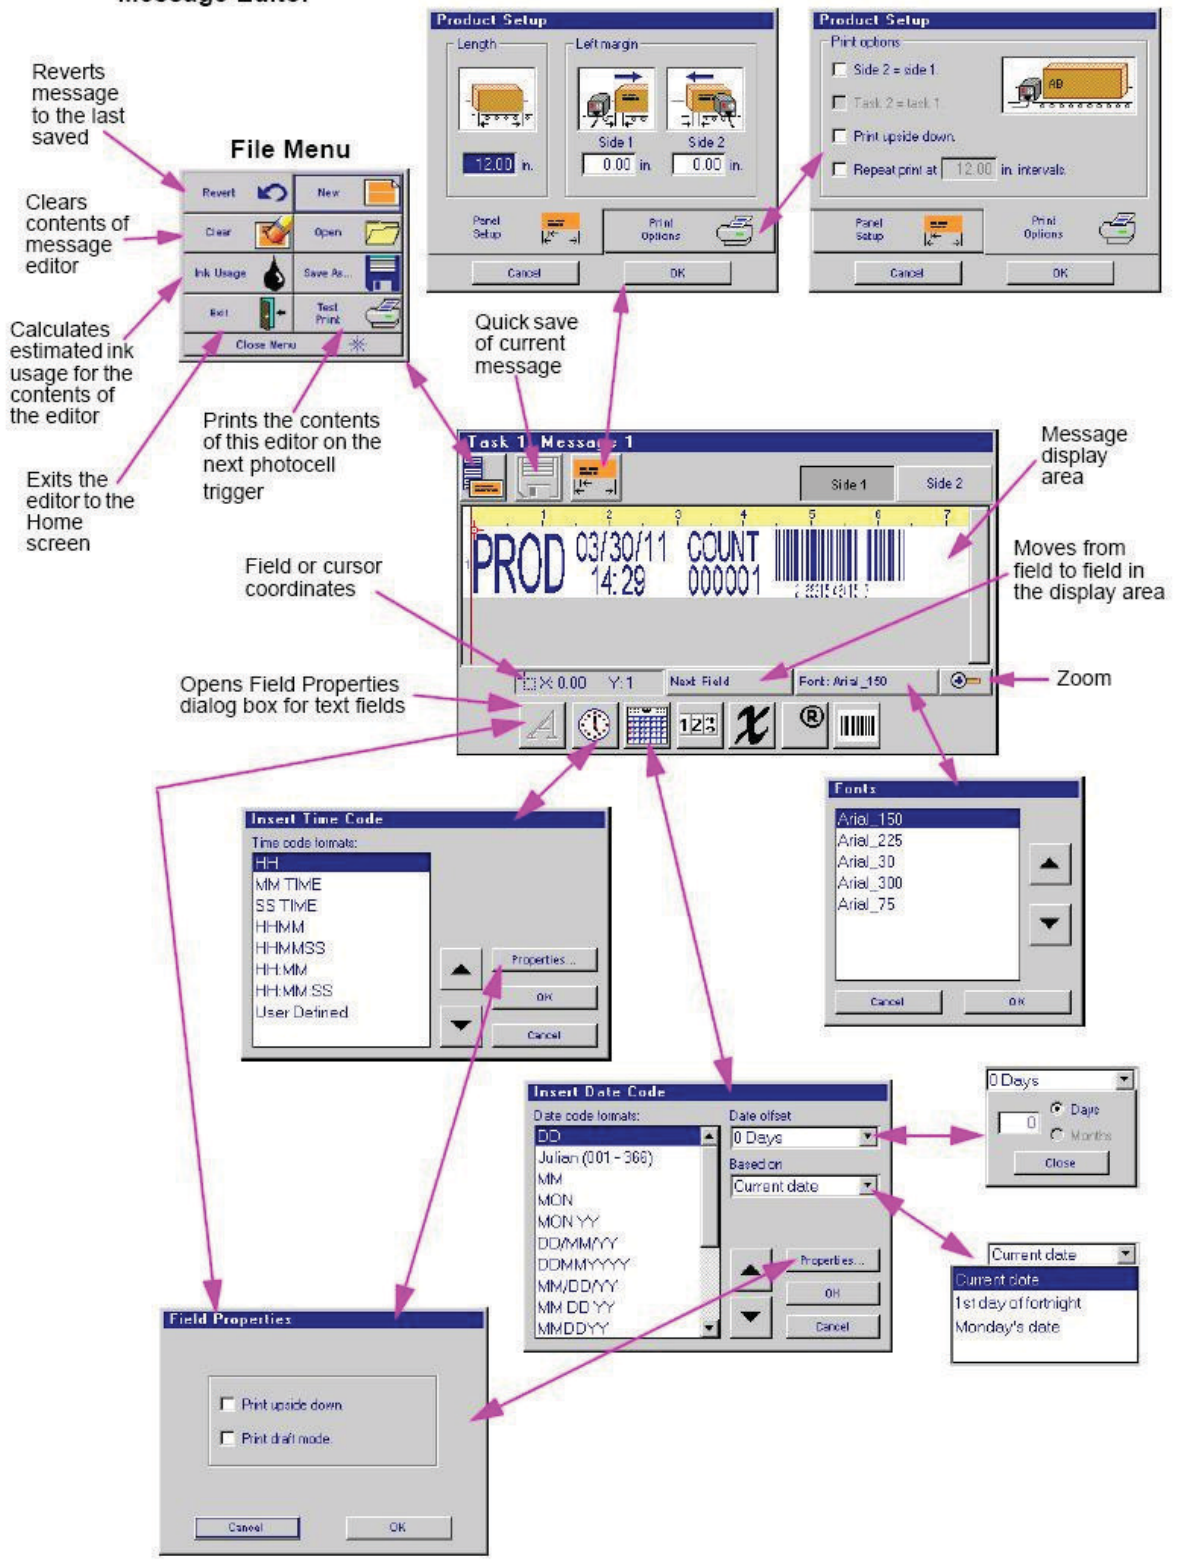 Message Editor
Reverts
message
to the last
saved
File Menu
Revert
New
Clear
Open
Ink Usage
Save As...
Exit
Test
Print
Close Menu
Clears
contents of
message
editor
Calculates
estimated ink
usage for the
contents of
the editor
Exits the
editor to the
Home
screen
Prints the contents
of this editor on the
next photocell
trigger
Product Setup
Length
Left margin
Side 1
Side 2
12.00 in.
0.00 in
0.00 in.
Panel
Setup
Print
Options
Cancel
OK
Product Setup
Print options
Side 2 = side 1.
Task 2 = task 1.
AB
Print upside down.
Repeat print at 12.00 in. intervals.
Panel
Setup
Print
Options
Cancel
OK
Quick save
of current
message
Task 1, Message 1
Side 1
Side 2
1 2 3 4 5 6 7
1
PROD 03/30/11 COUNT
14:29 000001
X: 0.00 Y: 1
Next Field
Font: Arial_150
A
123
x
®
Message
display
area
Moves from
field to field in
the display area
Zoom
Field or cursor
coordinates
Opens Field Properties
dialog box for text fields
Insert Time Code
Time code formats:
HH
MM TIME
SS TIME
HHMM
HHMMSS
HH:MM
HH:MM:SS
User Defined
Properties...
OK
Cancel
Fonts
Arial_150
Arial_225
Arial_30
Arial_300
Arial_75
Cancel
OK
Insert Date Code
Date code formats:
DD
Julian (001 - 366)
MM
MON
MON YY
DD/MM/YY
DDMMYYYY
MM/DD/YY
MM DD YY
MMDDYY
Date offset
0 Days
Based on
Current date
Properties...
OK
Cancel
0 Days
0
Days
Months
Close
Current date
Current date
1st day of fortnight
Monday's date
Field Properties
Print upside down.
Print draft mode.
Cancel
OK